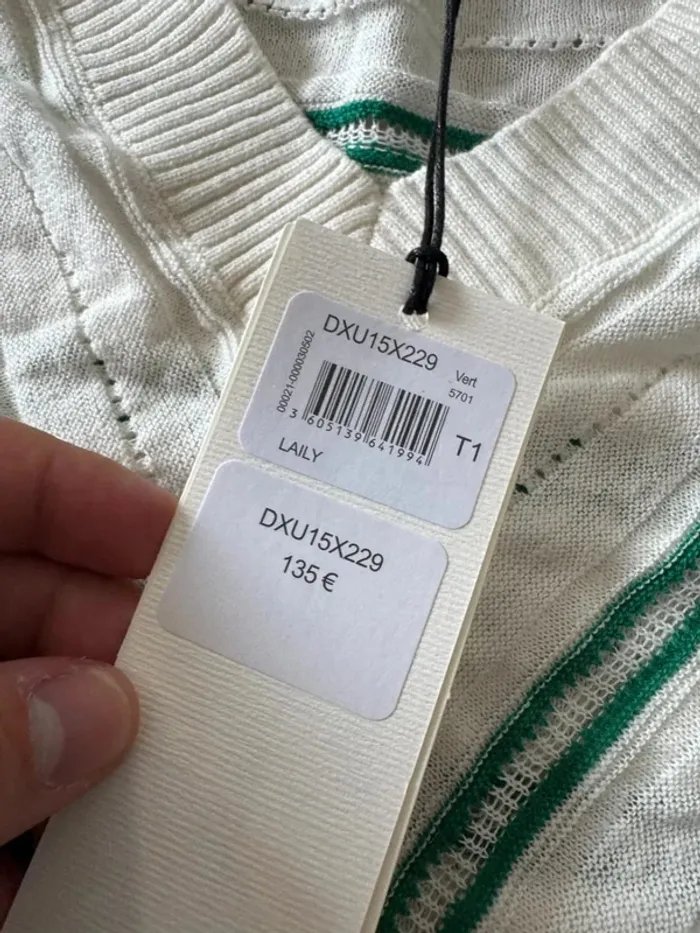 DXU15X229
Vert
5701
00021-000030502
3 605139 641994
T1
LAILY
DXU15X229
135 €